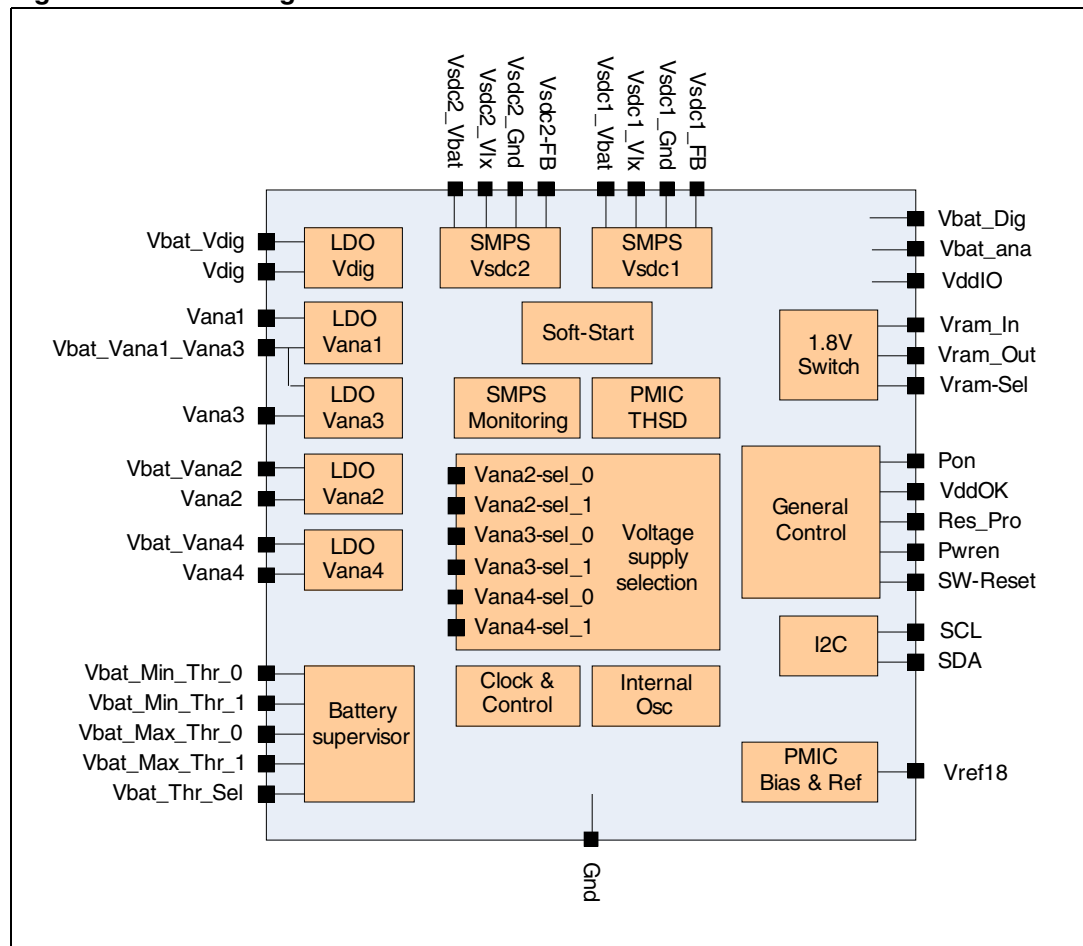 Vsdc2_Vbat
Vsdc2_Vlx
Vsdc2_Gnd
Vsdc2-FB
Vsdc1_Vbat
Vsdc1_Vlx
Vsdc1_Gnd
Vsdc1_FB
Vbat_Vdig
Vdig
Vana1
Vbat_Vana1_Vana3
Vana3
Vbat_Vana2
Vana2
Vbat_Vana4
Vana4
Vbat_Min_Thr_0
Vbat_Min_Thr_1
Vbat_Max_Thr_0
Vbat_Max_Thr_1
Vbat_Thr_Sel
LDO
Vdig
LDO
Vana1
LDO
Vana3
LDO
Vana2
LDO
Vana4
Battery
supervisor
SMPS
Vsdc2
SMPS
Vsdc1
Soft-Start
SMPS
Monitoring
PMIC
THSD
Vana2-sel_0
Vana2-sel_1
Vana3-sel_0
Vana3-sel_1
Vana4-sel_0
Vana4-sel_1
Voltage
supply
selection
Clock &
Control
Internal
Osc
1.8V
Switch
General
Control
I2C
PMIC
Bias & Ref
Vbat_Dig
Vbat_ana
VddIO
Vram_In
Vram_Out
Vram-Sel
Pon
VddOK
Res_Pro
Pwren
SW-Reset
SCL
SDA
Vref18
Gnd